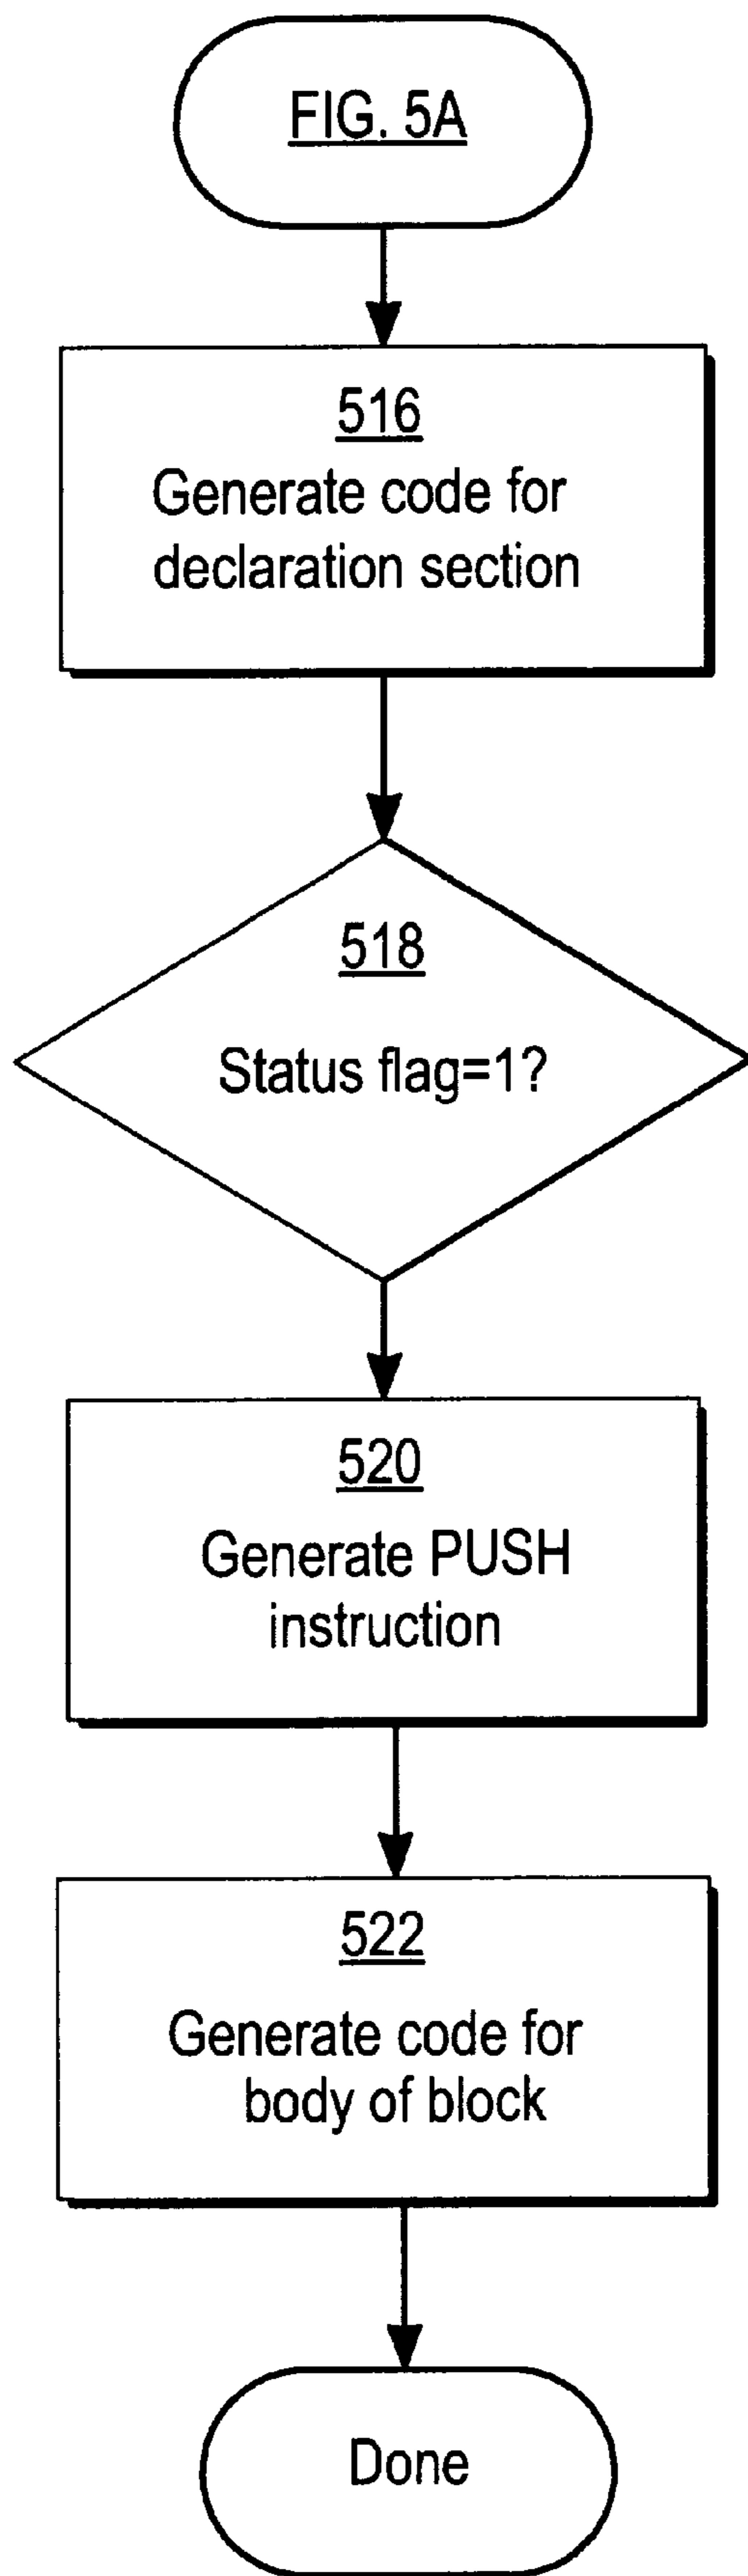 FIG. 5A
516
Generate code for
declaration section
518
Status flag=1?
520
Generate PUSH
instruction
522
Generate code for
body of block
Done